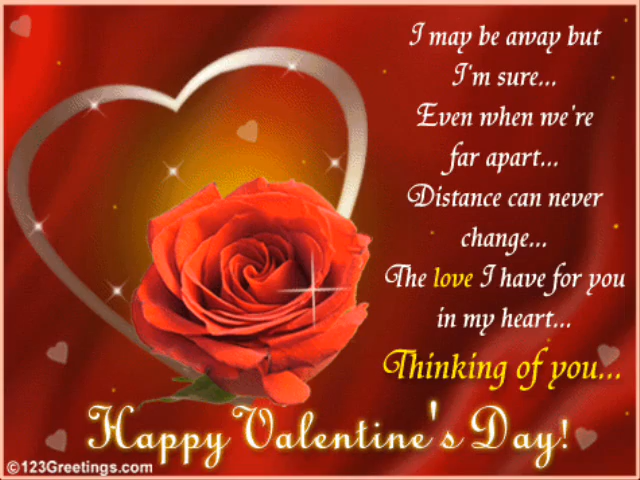 I may be away but
I'm sure...
Even when we're
far apart...
Distance can never
change...
The love I have for you
in my heart...
Thinking of you...
Happy Valentine's Day!
©123Greetings.com